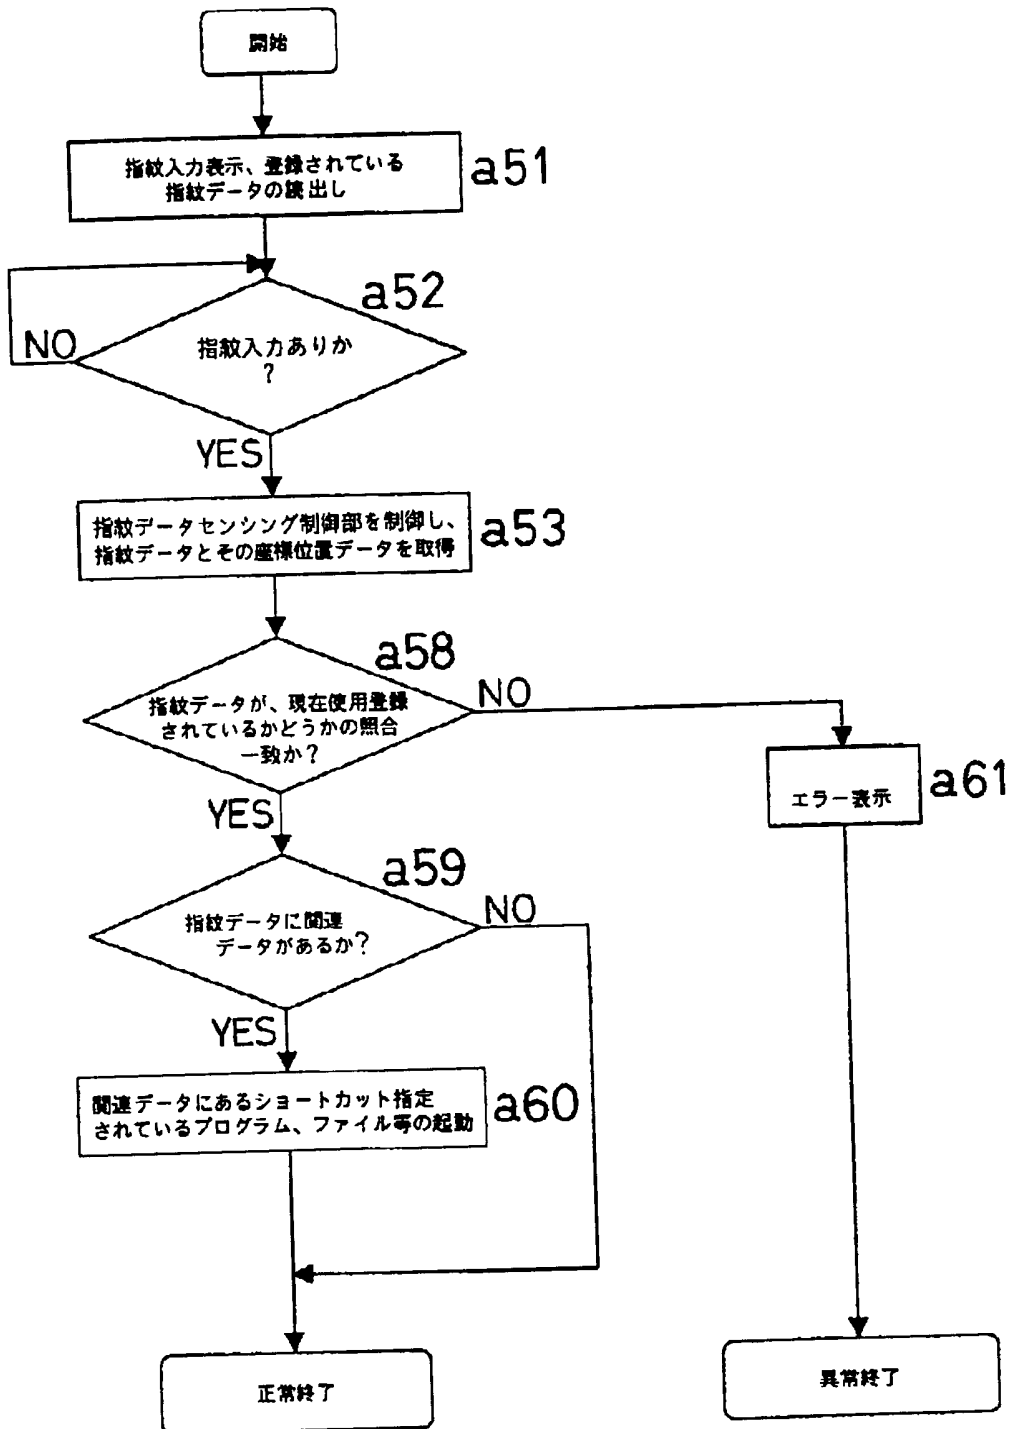 開始
指紋入力表示、登録されている
指紋データの読出し
a51
a52
NO
指紋入力ありか
?
YES
指紋データセンシング制御部を制御し、
指紋データとその座標位置データを取得
a53
a58
NO
指紋データが、現在使用登録
されているかどうかの照合
一致か?
YES
エラー表示
a61
a59
NO
指紋データに関連
データがあるか?
YES
関連データにあるショートカット指定
されているプログラム、ファイル等の起動
a60
正常終了
異常終了